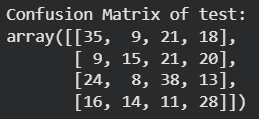 Confusion Matrix of test:
array([[35,  9, 21, 18],
       [ 9, 15, 21, 20],
       [24,  8, 38, 13],
       [16, 14, 11, 28]])